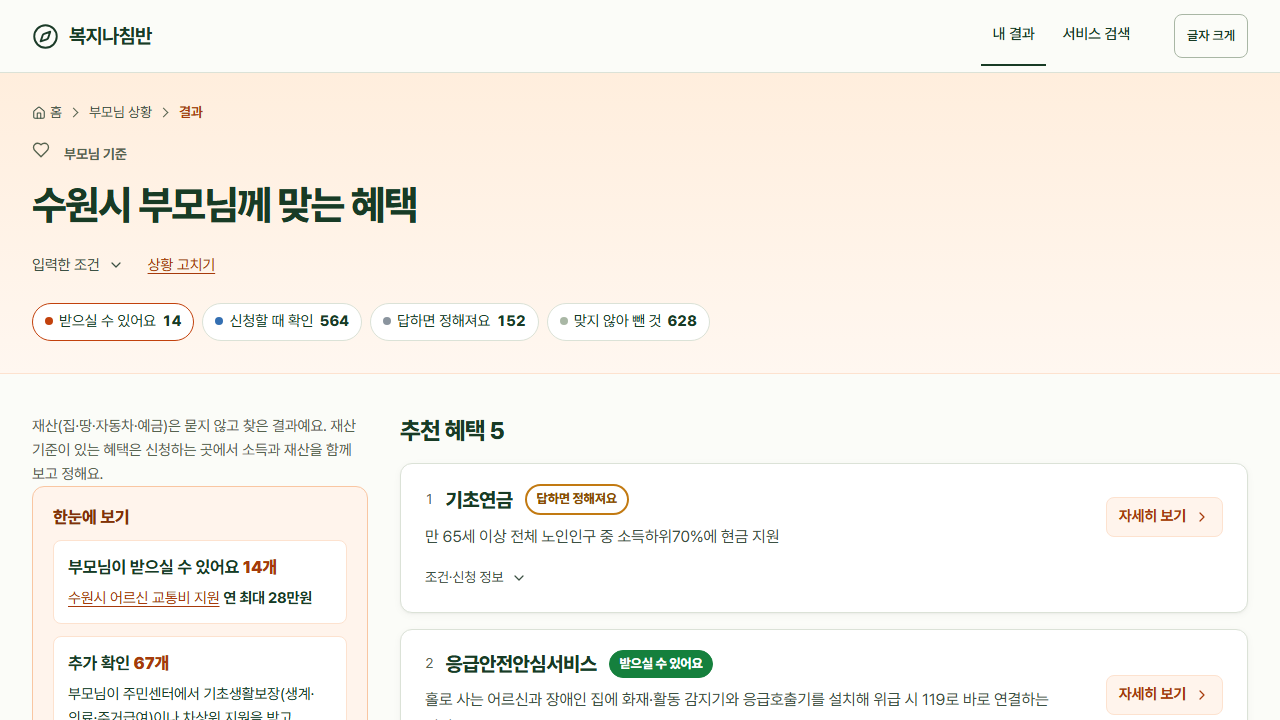 복지나침반
내 결과
서비스 검색
글자 크게
홈 > 부모님 상황 > 결과
부모님 기준
수원시 부모님께 맞는 혜택
입력한 조건
상황 고치기
받으실 수 있어요 14
신청할 때 확인 564
답하면 정해져요 152
맞지 않아 뺀 것 628
재산(집·땅·자동차·예금)은 묻지 않고 찾은 결과예요. 재산
기준이 있는 혜택은 신청하는 곳에서 소득과 재산을 함께
보고 정해요.
한눈에 보기
부모님이 받으실 수 있어요 14개
수원시 어르신 교통비 지원 연 최대 28만원
추가 확인 67개
부모님이 주민센터에서 기초생활보장(생계·
의료·주거급여)이나 차상위 지원을 받고
추천 혜택 5
1 기초연금 답하면 정해져요
만 65세 이상 전체 노인인구 중 소득하위70%에 현금 지원
조건·신청 정보
자세히 보기
2 응급안전안심서비스 받으실 수 있어요
홀로 사는 어르신과 장애인 집에 화재·활동 감지기와 응급호출기를 설치해 위급 시 119로 바로 연결하는
자세히 보기